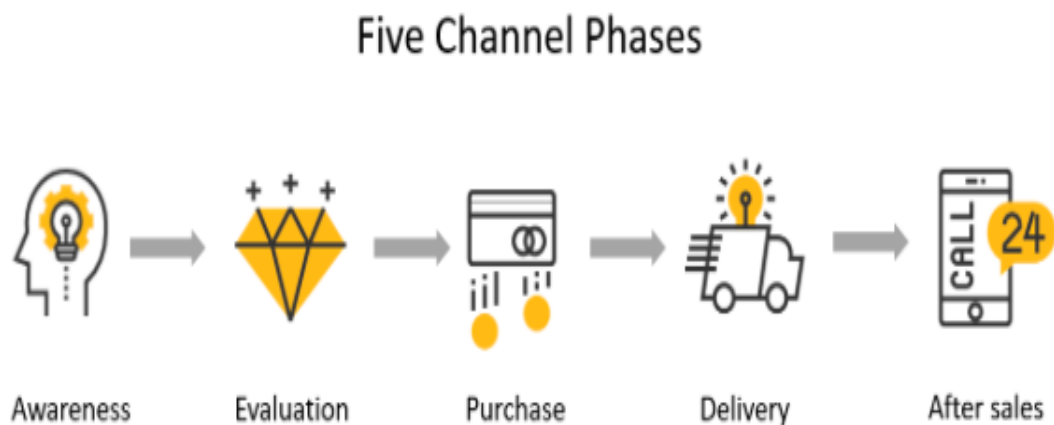 Five Channel Phases
CALL
24
Awareness
Evaluation
Purchase
Delivery
After sales